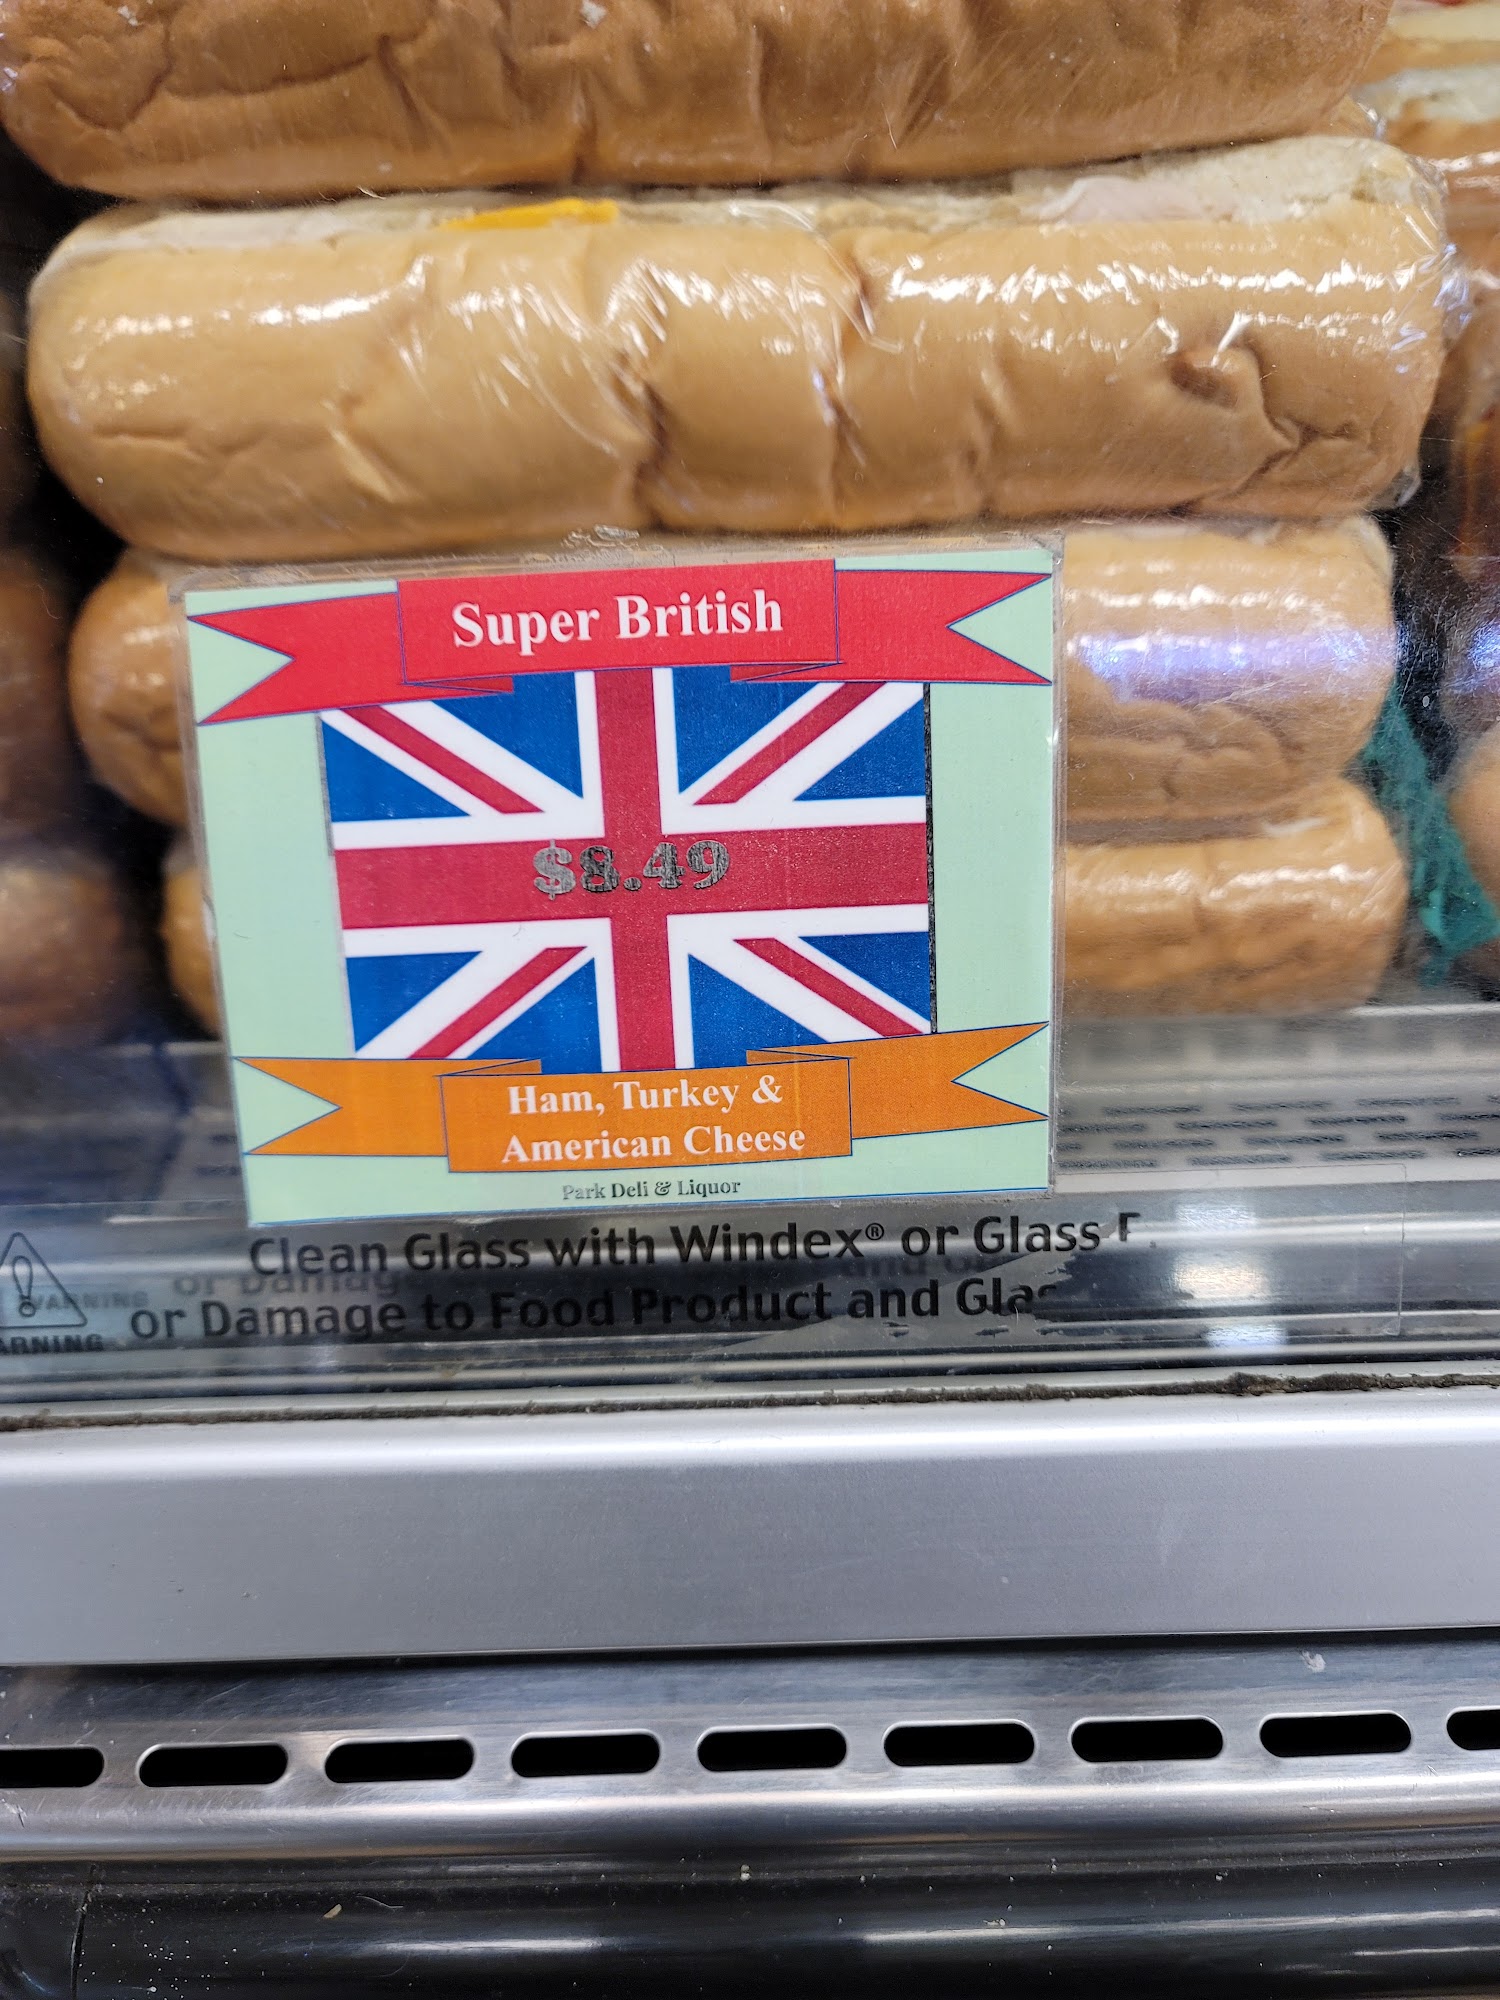 Super British
$8.49
Ham, Turkey &
American Cheese
Park Deli & Liquor
Clean Glass with Windex® or Glass
or Damage to Food Product and
WARNING